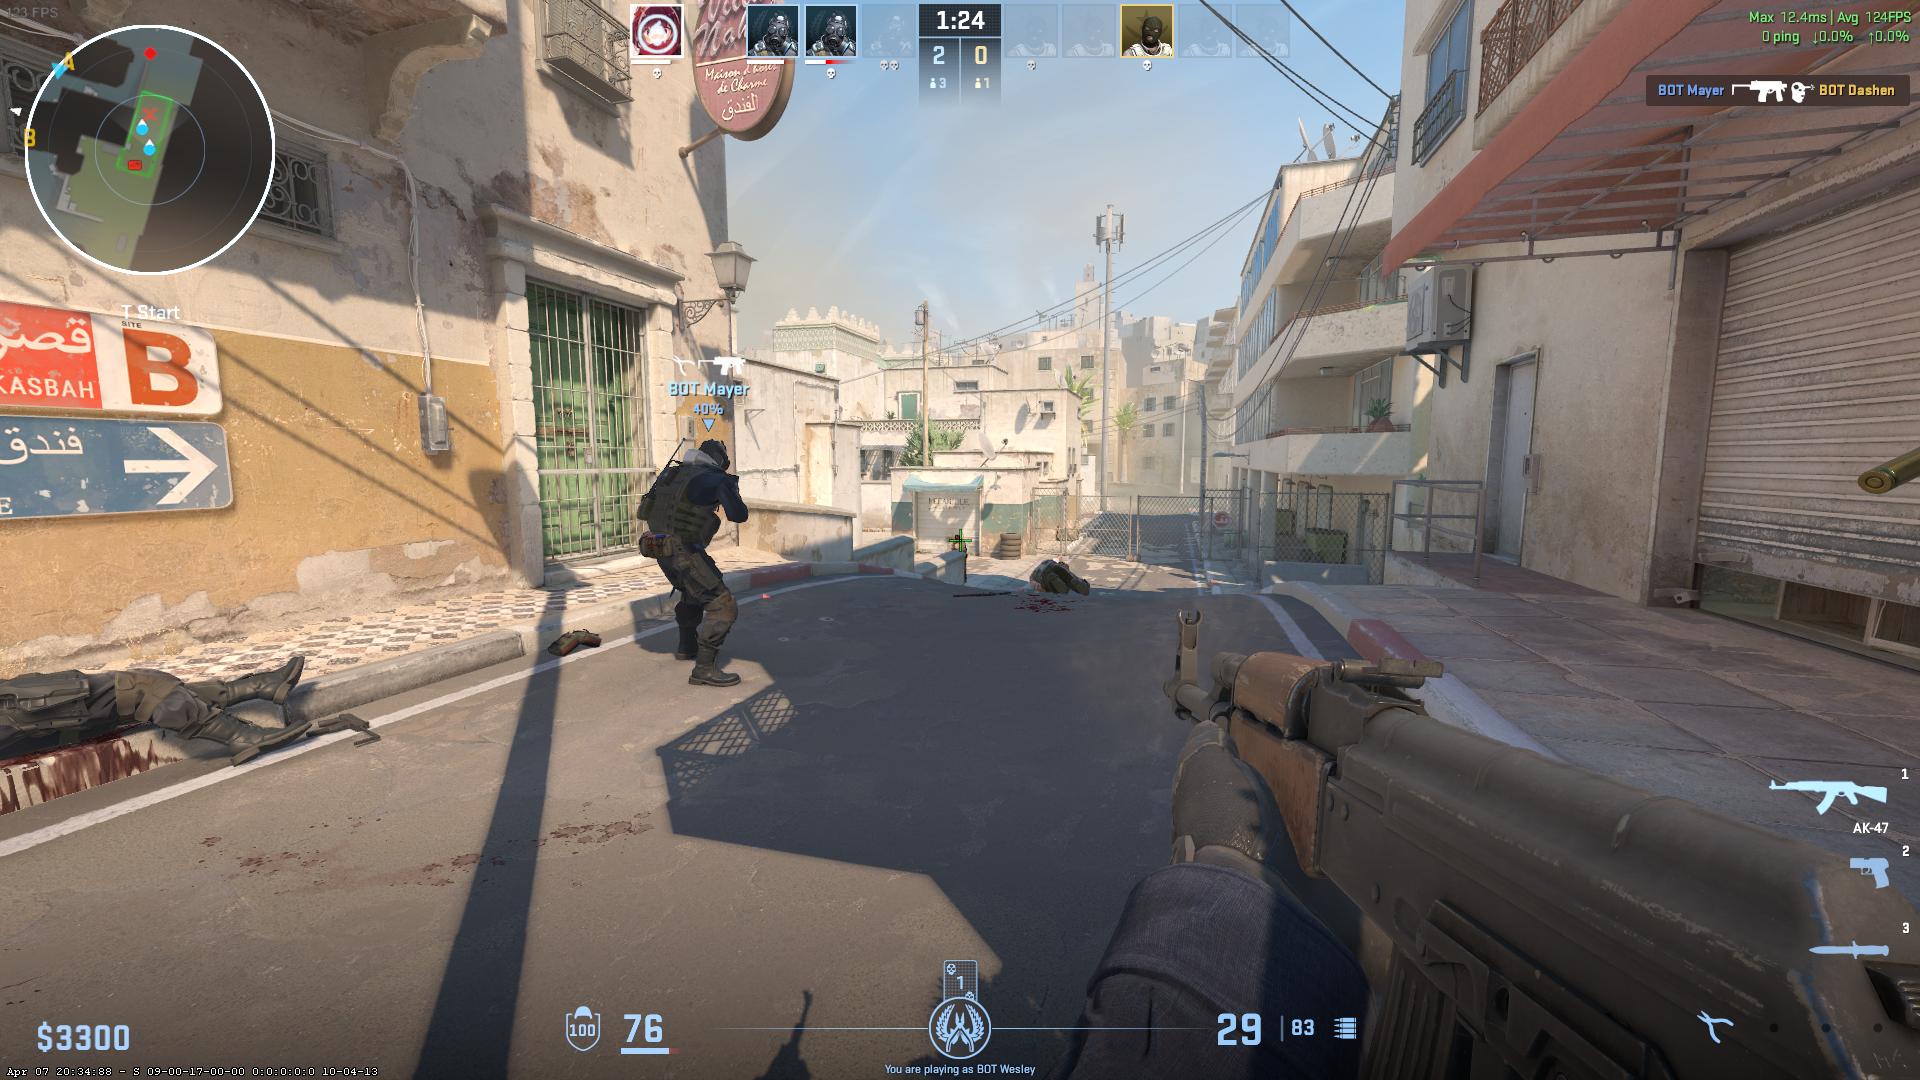 123 FPS
1:24
2 0
3 1
Max 12.4ms | Avg 124FPS
0 ping ↓0.0% ↑0.0%
BOT Mayer BOT Dashen
Maison d'hôtes
de Charme
الفندق
A
B
T Start
SITE
B
KASBAH
فندق
E
BOT Mayer
40%
1
AK-47
2
3
1
$3300
100 76
29 | 83
You are playing as BOT Wesley
Apr 07 20:34:88 - S 09-00-17-00-00 0:0:0:0:0 10-04-13